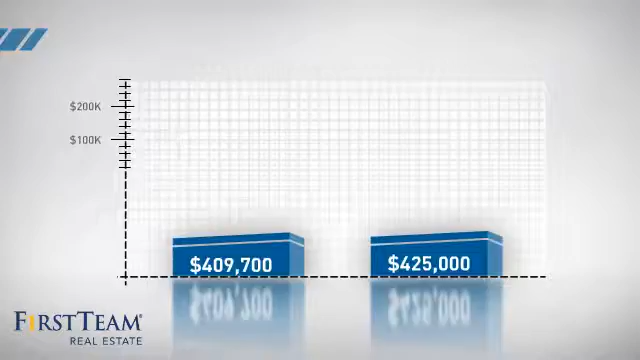 $200K
$100K
$409,700
$425,000
FIRSTTEAM®
REAL ESTATE